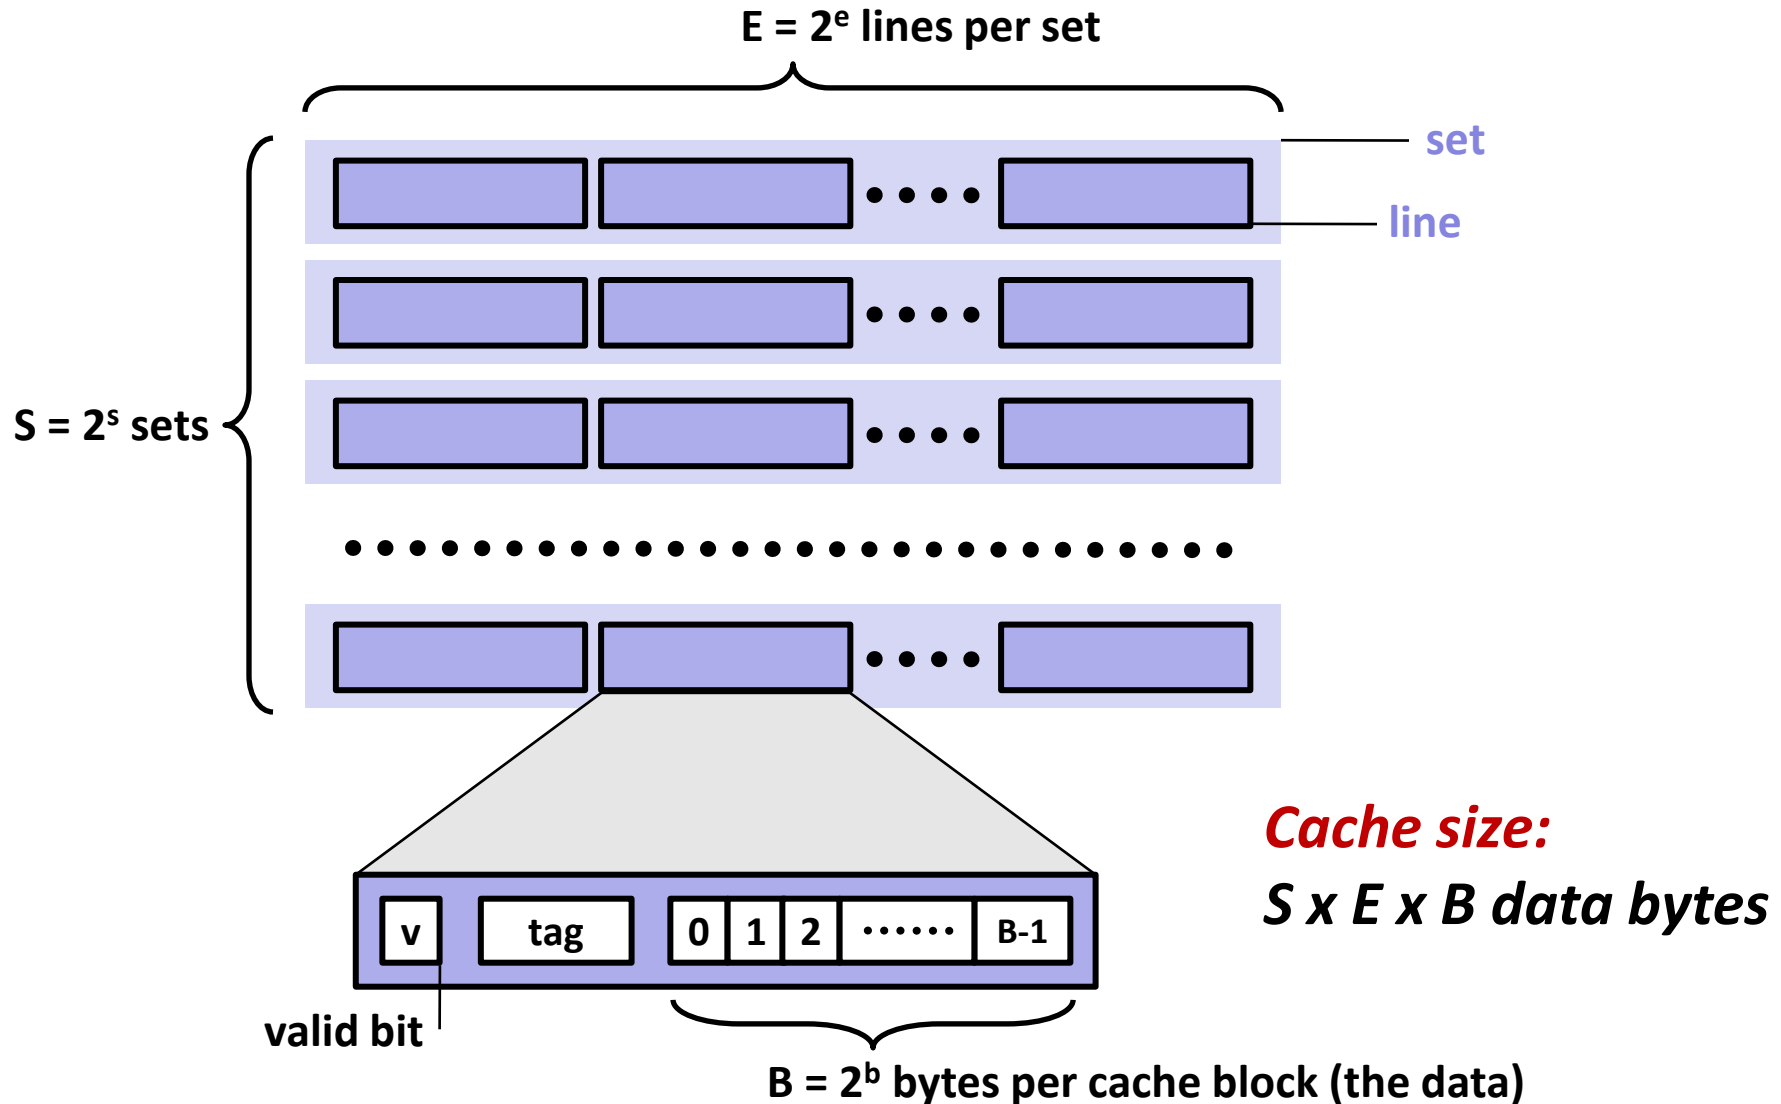 E = 2ᵉ lines per set
set
line
S = 2ˢ sets
Cache size:
S x E x B data bytes
v
tag
0 1 2 •••••• B-1
valid bit
B = 2ᵇ bytes per cache block (the data)